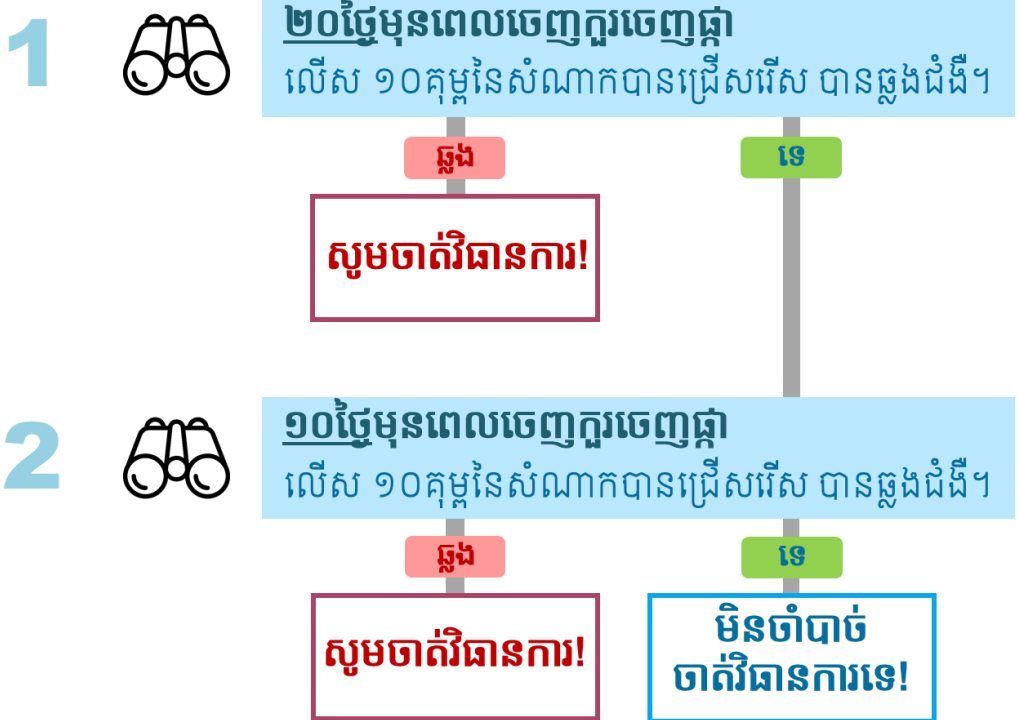 1
២០ថ្ងៃមុនពេលចេញកួរចេញផ្កា
លើស ១០គុម្ពនៃសំណាកបានជ្រើសរើស បានឆ្លងជំងឺ។
ឆ្លង
ទេ
សូមចាត់វិធានការ!
2
១០ថ្ងៃមុនពេលចេញកួរចេញផ្កា
លើស ១០គុម្ពនៃសំណាកបានជ្រើសរើស បានឆ្លងជំងឺ។
ឆ្លង
ទេ
សូមចាត់វិធានការ!
មិនចាំបាច់
ចាត់វិធានការទេ!